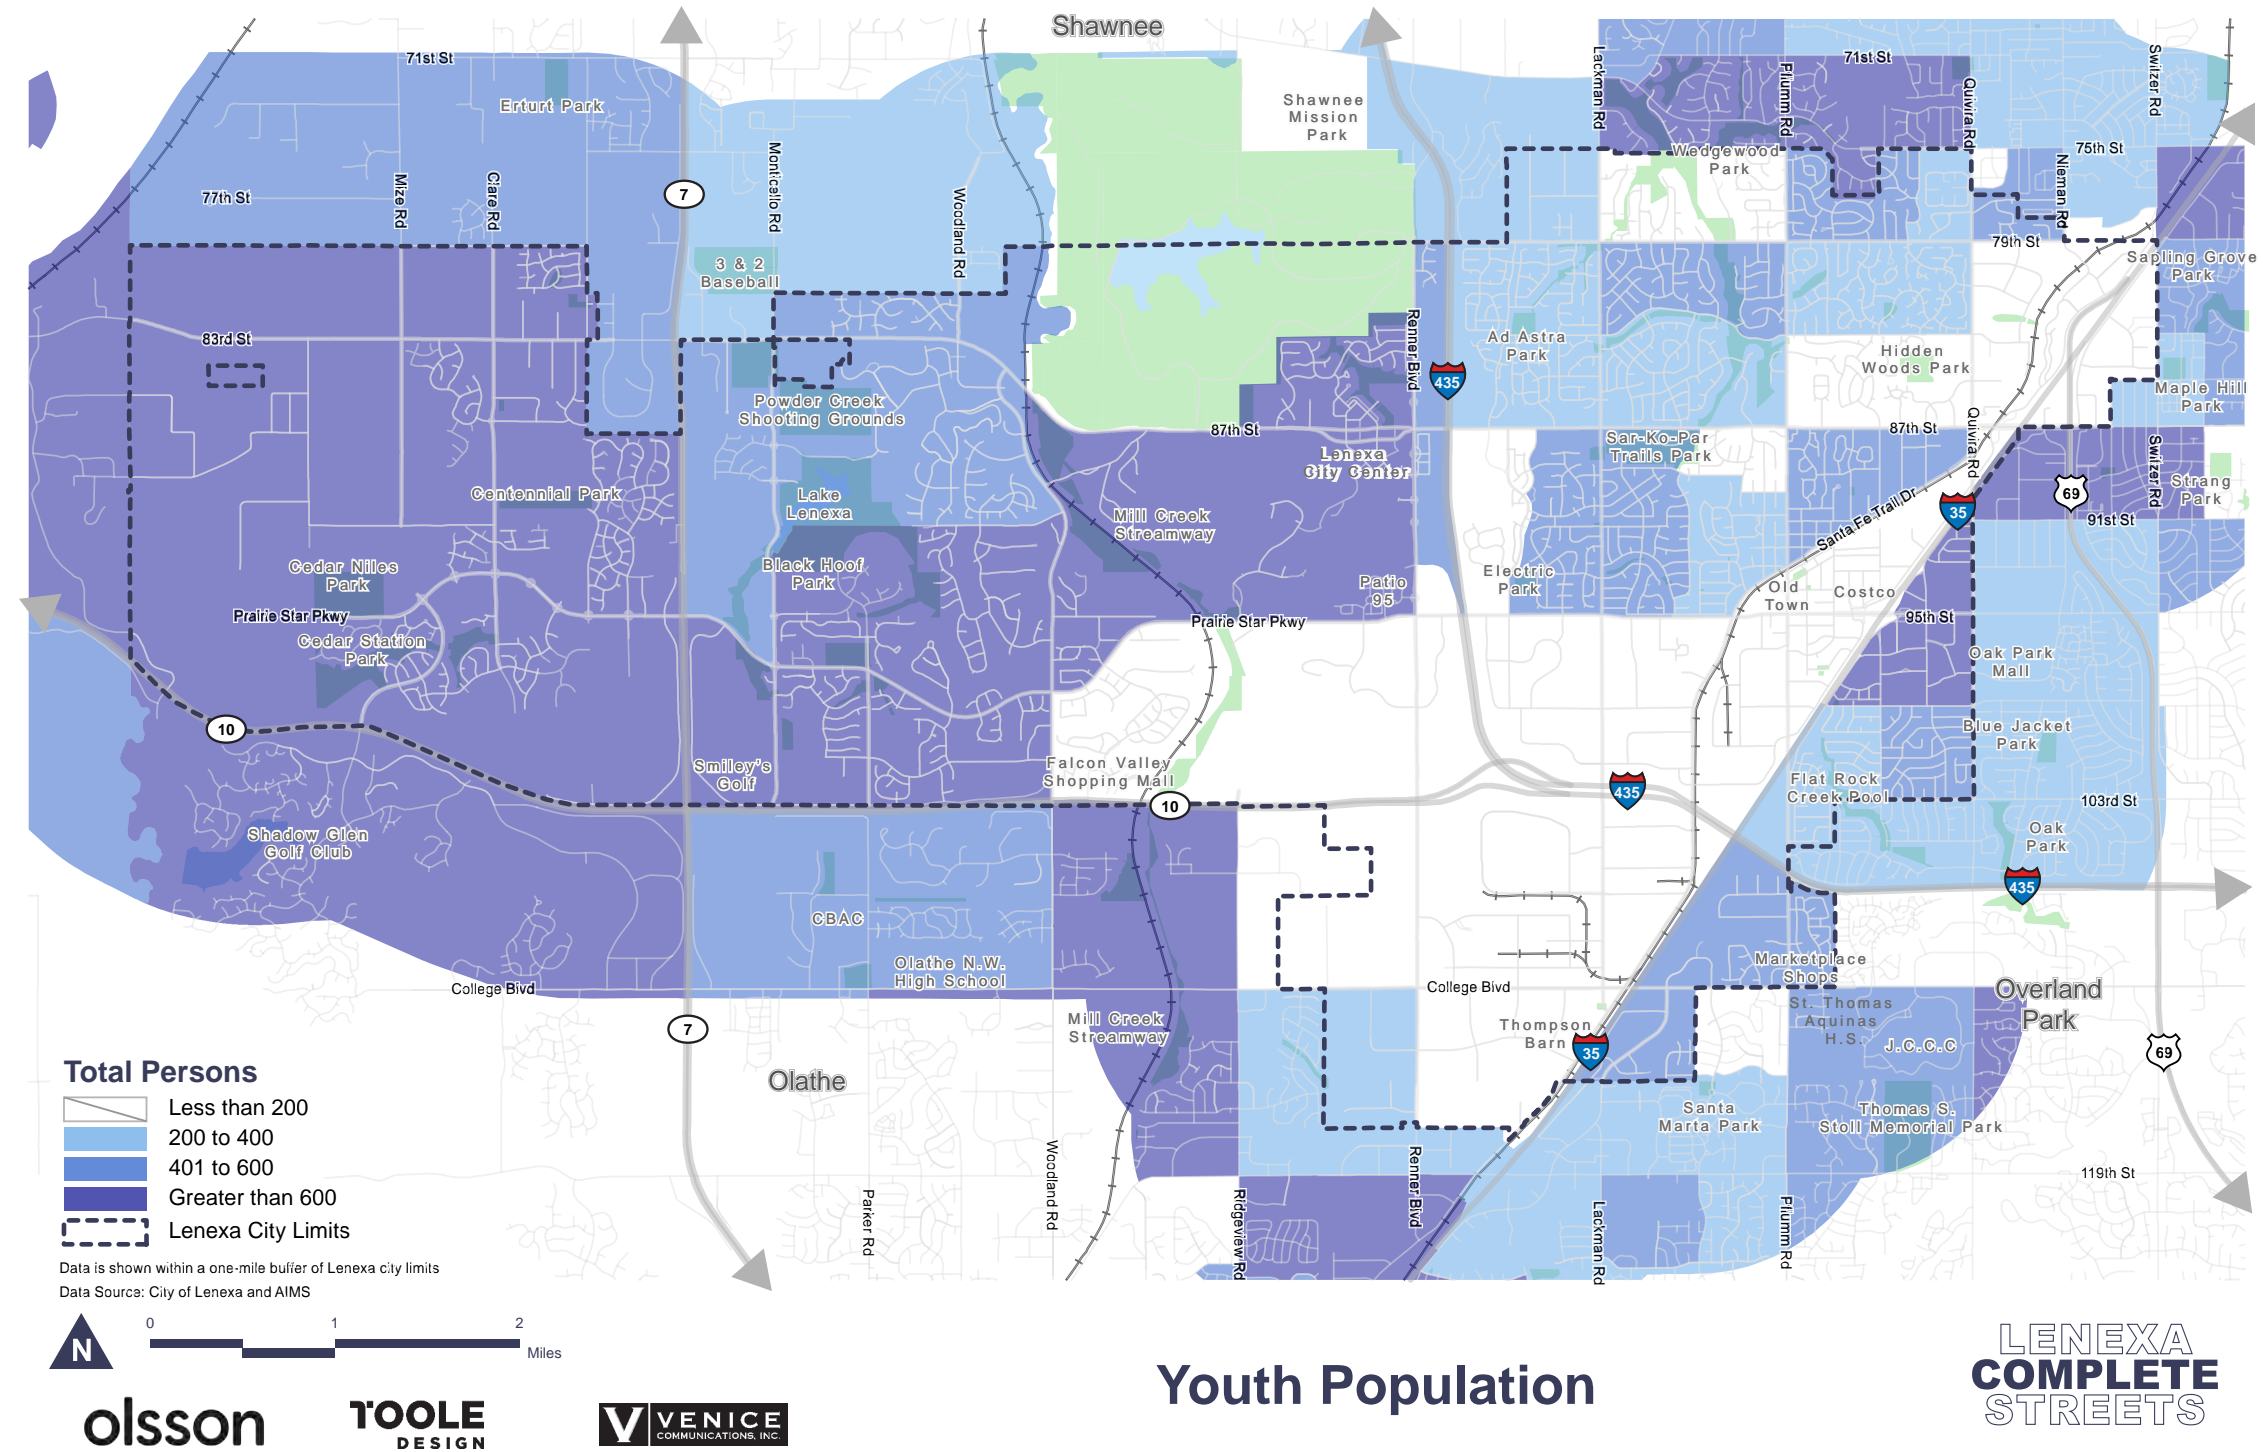 Shawnee
71st St
71st St
Erfurt Park
Shawnee
Mission
Park
Lackman Rd
Pflumm Rd
Quivira Rd
Switzer Rd
Wedgewood
Park
75th St
77th St
Mize Rd
Clare Rd
7
Monticello Rd
Woodland Rd
Nieman Rd
79th St
Sapling Grove
Park
3 & 2
Baseball
83rd St
Renner Blvd
Ad Astra
Park
435
Hidden
Woods Park
Maple Hill
Park
Powder Creek
Shooting Grounds
87th St
87th St
Quivira Rd
Sar-Ko-Par
Trails Park
Lenexa
City Center
Switzer Rd
Strang
Park
69
35
91st St
Centennial Park
Lake
Lenexa
Mill Creek
Streamway
Santa Fe Trail Dr
Cedar Niles
Park
Black Hoof
Park
Patio
95
Electric
Park
Old
Town
Costco
Prairie Star Pkwy
Prairie Star Pkwy
95th St
Cedar Station
Park
Oak Park
Mall
10
Blue Jacket
Park
Smiley's
Golf
Falcon Valley
Shopping Mall
10
435
Flat Rock
Creek Pool
103rd St
Shadow Glen
Golf Club
Oak
Park
435
CBAC
Olathe N.W.
High School
College Blvd
College Blvd
Marketplace
Shops
Overland
Park
St. Thomas
Aquinas
H.S.
J.C.C.C
7
Mill Creek
Streamway
Thompson
Barn
35
69
Olathe
Santa
Marta Park
Thomas S.
Stoll Memorial Park
119th St
Parker Rd
Woodland Rd
Ridgeview Rd
Renner Blvd
Lackman Rd
Pflumm Rd
Total Persons
Less than 200
200 to 400
401 to 600
Greater than 600
Lenexa City Limits
Data is shown within a one-mile buffer of Lenexa city limits
Data Source: City of Lenexa and AIMS
N
0 1 2
Miles
olsson
TOOLE
DESIGN
V VENICE
COMMUNICATIONS, INC.
Youth Population
LENEXA
COMPLETE
STREETS